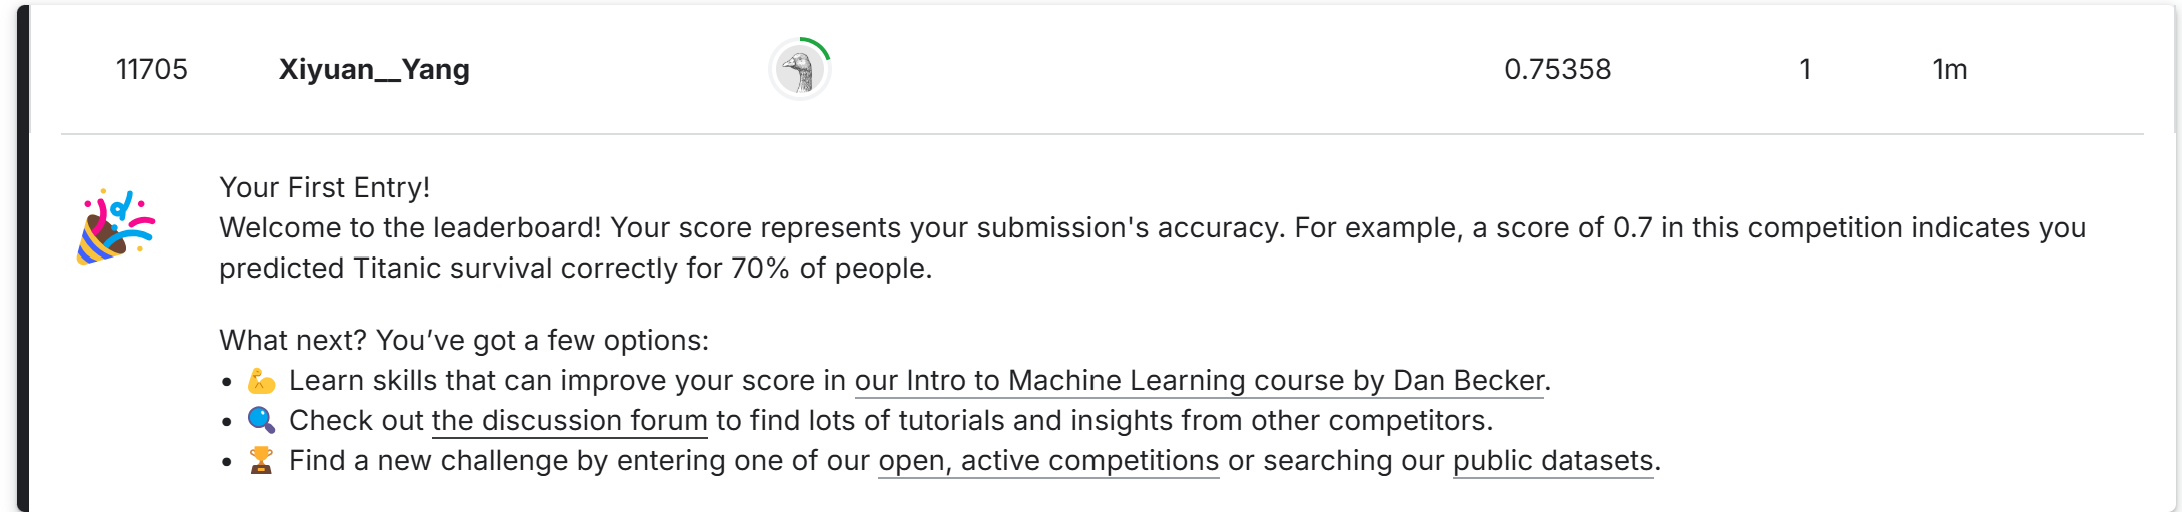 11705 Xiyuan__Yang 0.75358 1 1m
Your First Entry!
Welcome to the leaderboard! Your score represents your submission's accuracy. For example, a score of 0.7 in this competition indicates you
predicted Titanic survival correctly for 70% of people.
What next? You’ve got a few options:
• 💪 Learn skills that can improve your score in our Intro to Machine Learning course by Dan Becker.
• 🔍 Check out the discussion forum to find lots of tutorials and insights from other competitors.
• 🏆 Find a new challenge by entering one of our open, active competitions or searching our public datasets.